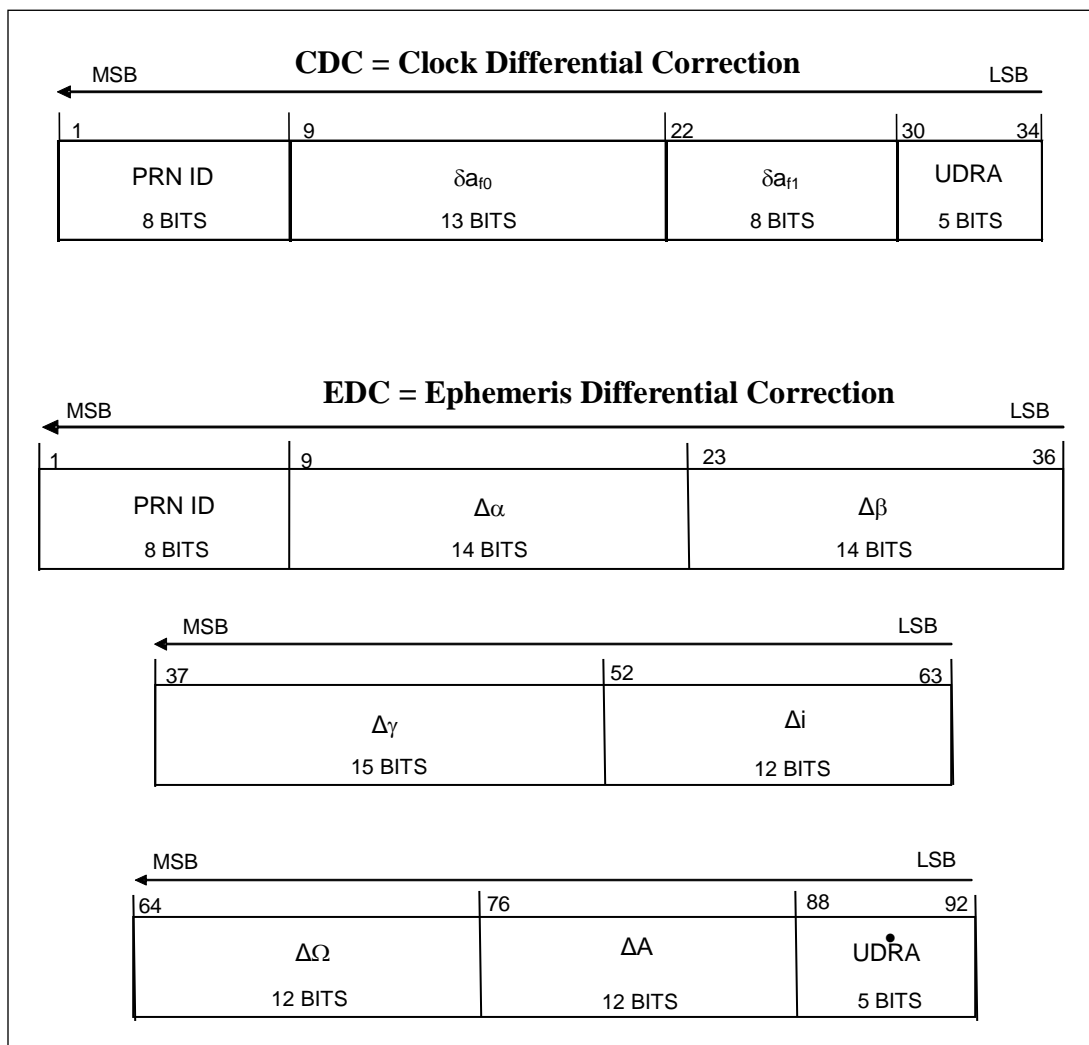 CDC = Clock Differential Correction
MSB LSB
1 9 22 30 34
PRN ID δaf0 δaf1 UDRA
8 BITS 13 BITS 8 BITS 5 BITS
EDC = Ephemeris Differential Correction
MSB LSB
1 9 23 36
PRN ID Δα Δβ
8 BITS 14 BITS 14 BITS
MSB LSB
37 52 63
Δγ Δi
15 BITS 12 BITS
MSB LSB
64 76 88 92
ΔΩ ΔA UDṘA
12 BITS 12 BITS 5 BITS